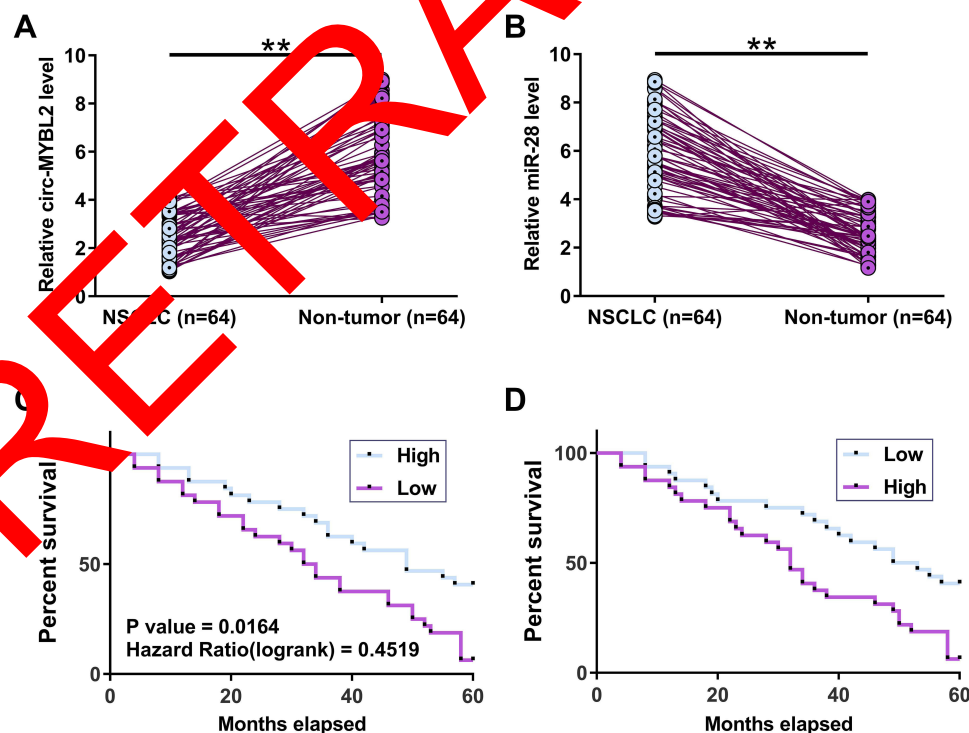 A
B
**
**
Relative circ-MYBL2 level
10
8
6
4
2
0
NSCLC (n=64)
Non-tumor (n=64)
Relative miR-28 level
10
8
6
4
2
0
NSCLC (n=64)
Non-tumor (n=64)
RETRA
C
D
Percent survival
50
0
High
Low
P value = 0.0164
Hazard Ratio(logrank) = 0.4519
0
20
40
60
Months elapsed
Percent survival
100
50
0
Low
High
0
20
40
60
Months elapsed